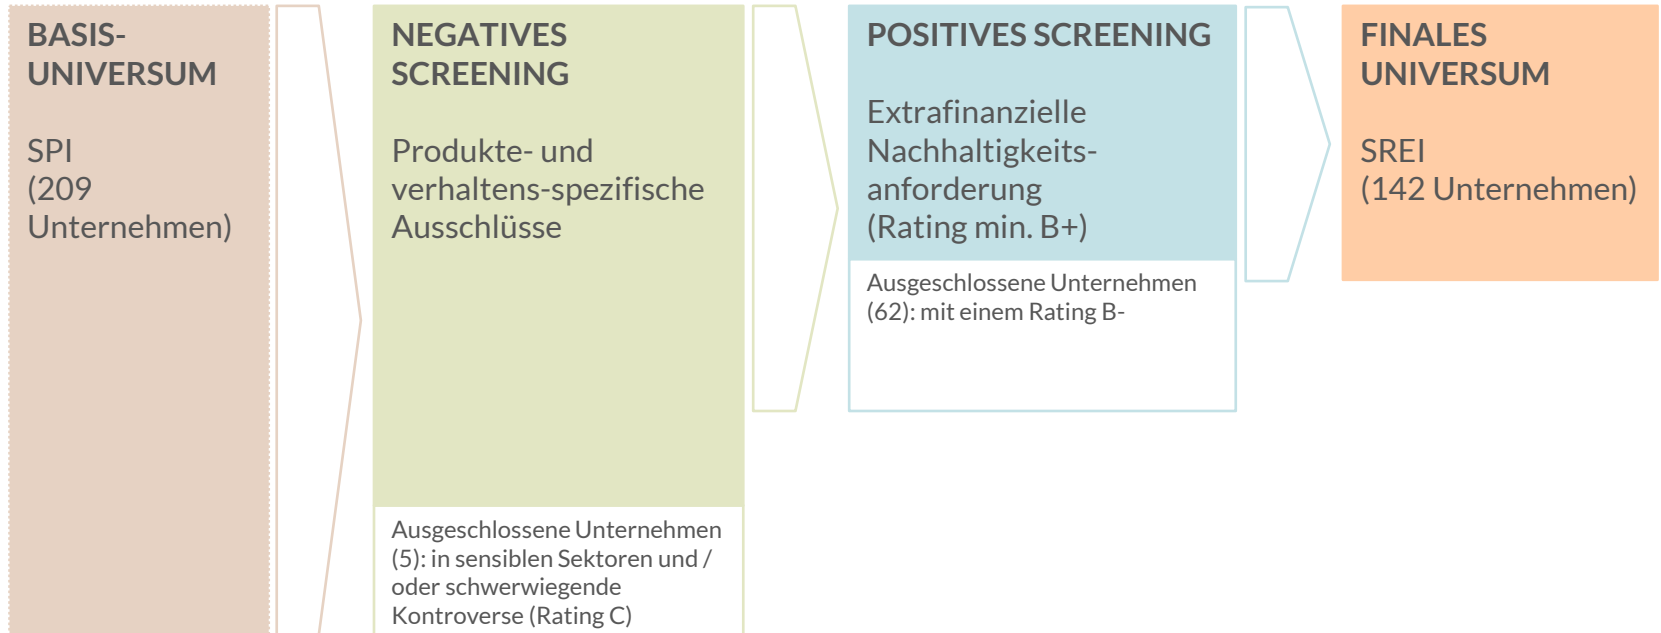 BASIS-
UNIVERSUM
SPI
(209
Unternehmen)
NEGATIVES
SCREENING
Produkte- und
verhaltens-spezifische
Ausschlüsse
Ausgeschlossene Unternehmen
(5): in sensiblen Sektoren und /
oder schwerwiegende
Kontroverse (Rating C)
POSITIVES SCREENING
Extrafinanzielle
Nachhaltigkeits-
anforderung
(Rating min. B+)
Ausgeschlossene Unternehmen
(62): mit einem Rating B-
FINALES
UNIVERSUM
SREI
(142 Unternehmen)